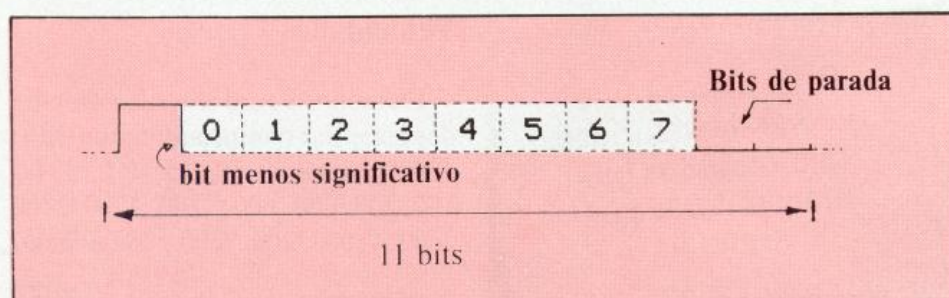 Bits de parada
0 1 2 3 4 5 6 7
bit menos significativo
11 bits